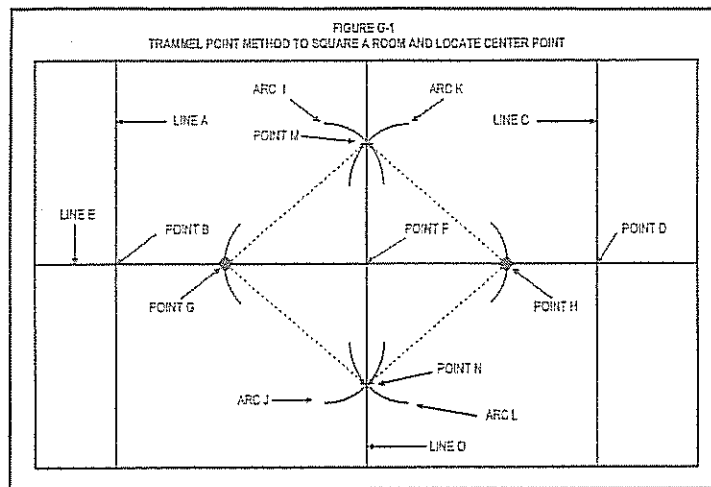 FIGURE G-1
TRAMMEL POINT METHOD TO SQUARE A ROOM AND LOCATE CENTER POINT
ARC I
ARC K
LINE A
LINE C
POINT M
LINE E
POINT B
POINT F
POINT D
POINT G
POINT H
POINT N
ARC J
ARC L
LINE O